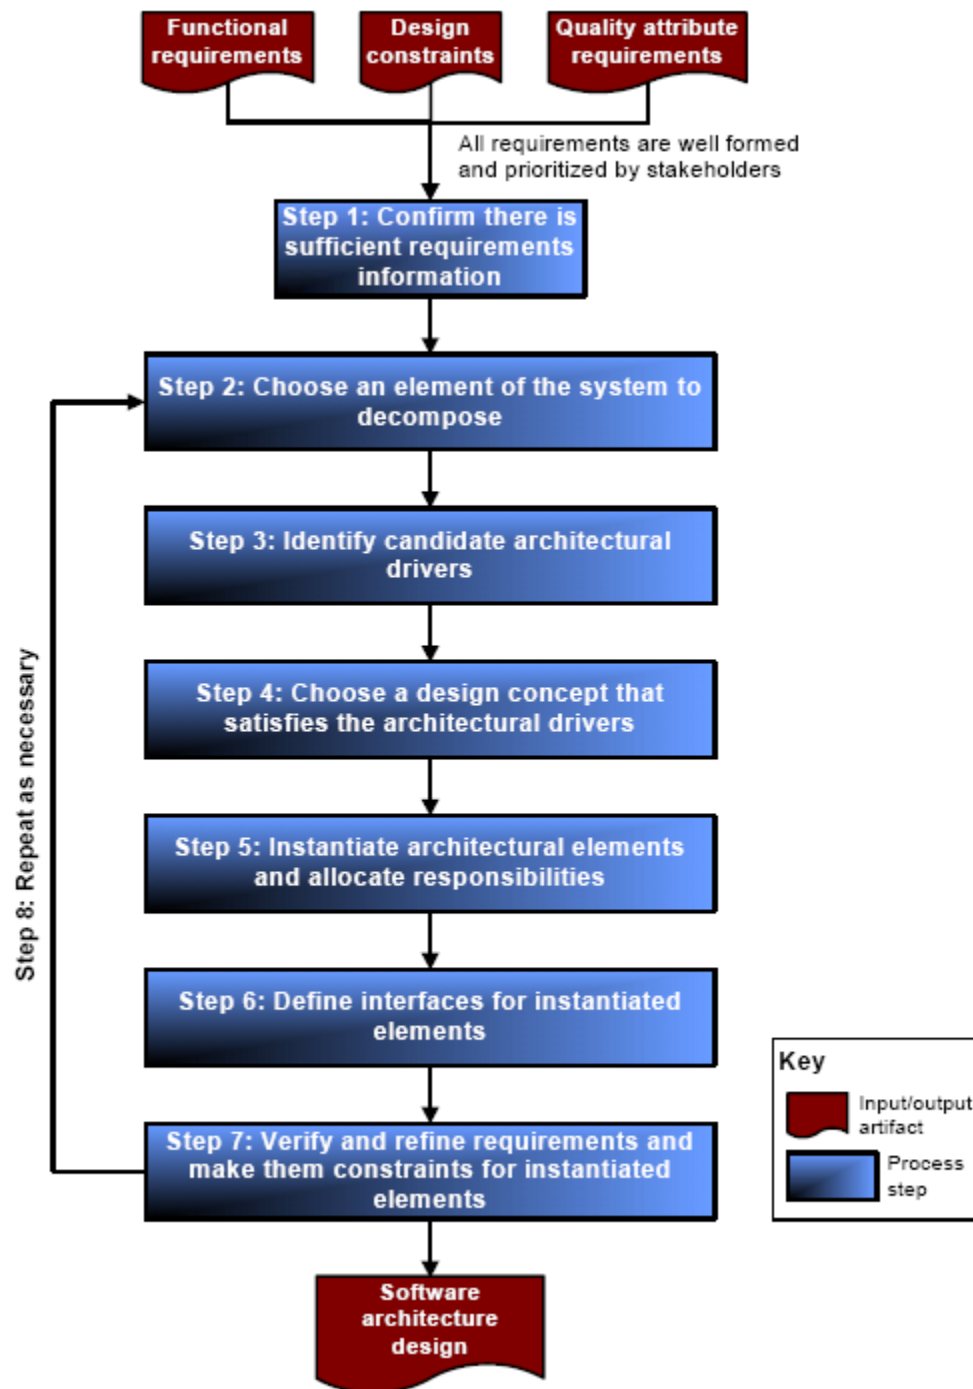 Functional
requirements
Design
constraints
Quality attribute
requirements
All requirements are well formed
and prioritized by stakeholders
Step 1: Confirm there is
sufficient requirements
information
Step 2: Choose an element of the system to
decompose
Step 3: Identify candidate architectural
drivers
Step 4: Choose a design concept that
satisfies the architectural drivers
Step 5: Instantiate architectural elements
and allocate responsibilities
Step 6: Define interfaces for instantiated
elements
Step 7: Verify and refine requirements and
make them constraints for instantiated
elements
Step 8: Repeat as necessary
Software
architecture
design
Key
Input/output
artifact
Process
step